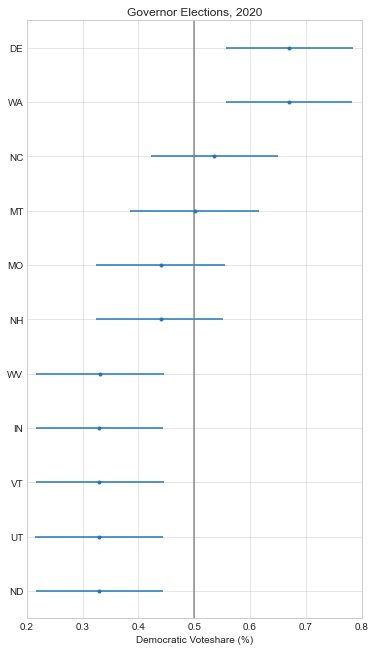 Governor Elections, 2020
DE
WA
NC
MT
MO
NH
WV
IN
VT
UT
ND
0.2 0.3 0.4 0.5 0.6 0.7 0.8
Democratic Voteshare (%)